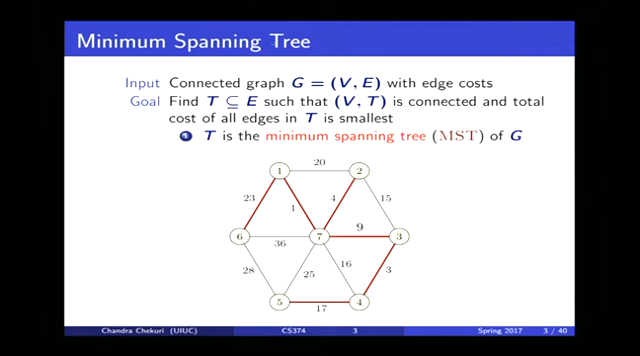 Minimum Spanning Tree
Input Connected graph G = (V, E) with edge costs
Goal Find T ⊆ E such that (V, T) is connected and total
cost of all edges in T is smallest
1 T is the minimum spanning tree (MST) of G
20
1 2
23 1 4 15
9
6 7 3
36
28 25 16 3
5 4
17
Chandra Chekuri (UIUC) CS374 3 Spring 2017 3 / 40